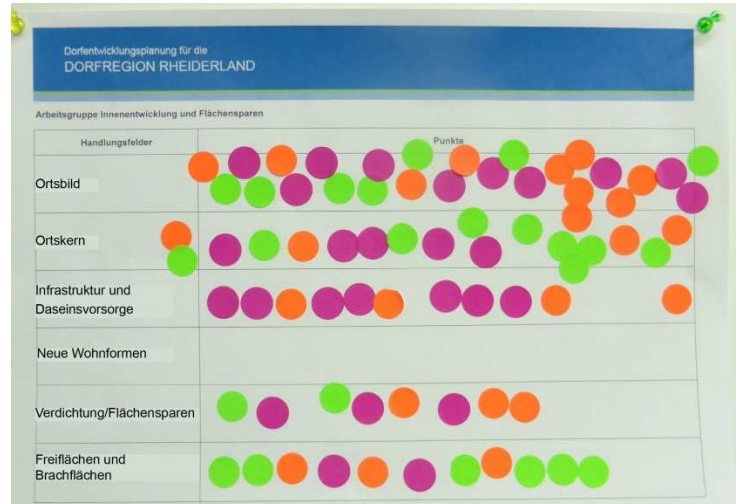 Dorfentwicklungsplanung für die
DORFREGION RHEIDERLAND
Arbeitsgruppe Innenentwicklung und Flächensparen
Handlungsfelder
Punkte
Ortsbild
Ortskern
Infrastruktur und
Daseinsvorsorge
Neue Wohnformen
Verdichtung/Flächensparen
Freiflächen und
Brachflächen